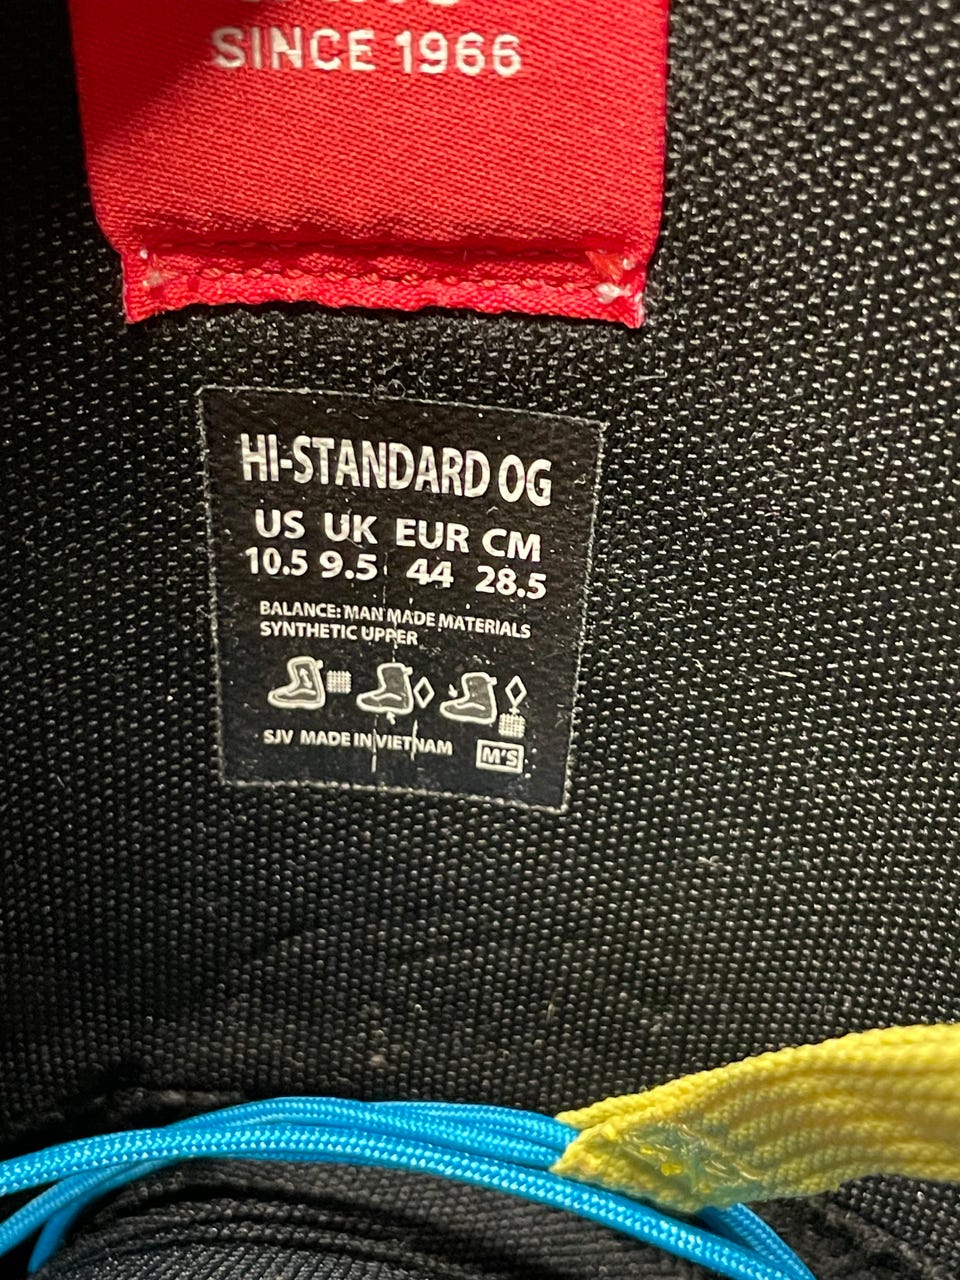 SINCE 1966
HI-STANDARD OG
US UK EUR CM
10.5 9.5 44 28.5
BALANCE: MAN MADE MATERIALS
SYNTHETIC UPPER
SJV MADE IN VIETNAM
M'S